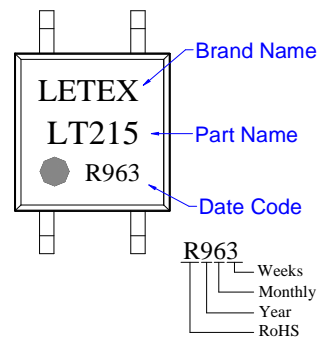 LETEX
Brand Name
LT215
Part Name
R963
Date Code
R963
Weeks
Monthly
Year
RoHS